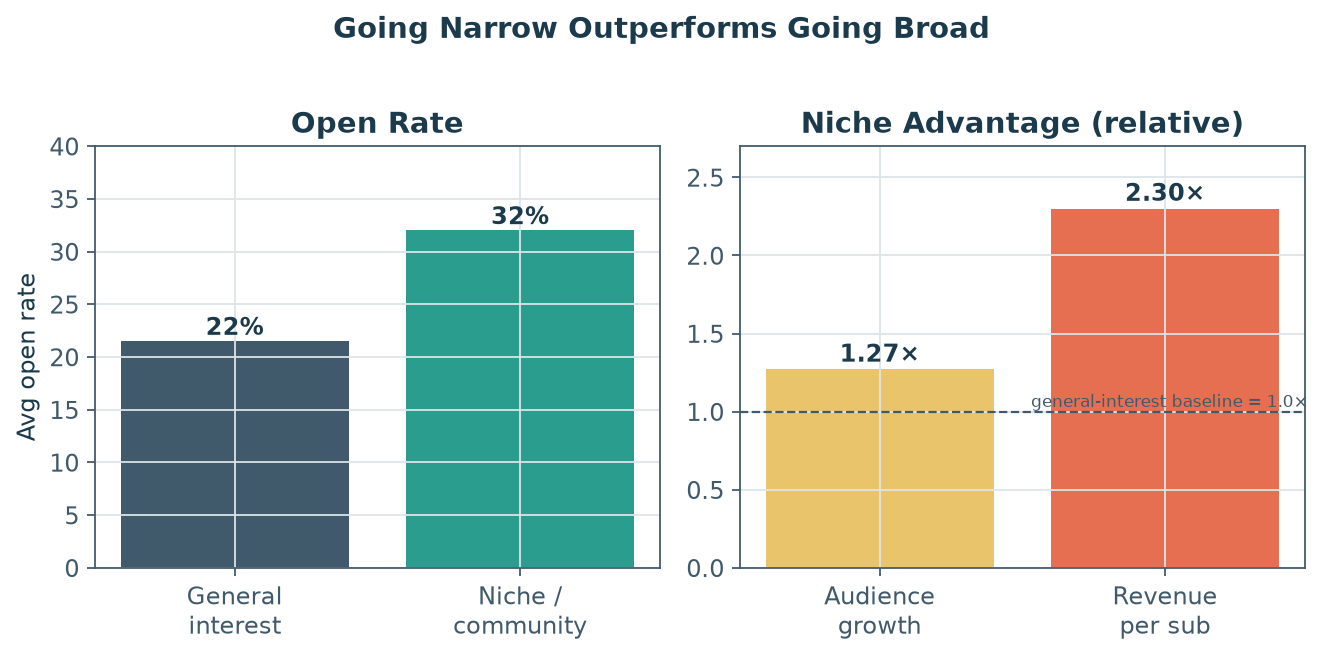 Going Narrow Outperforms Going Broad
Open Rate
Avg open rate
40
35
30
25
20
15
10
5
0
22%
32%
General
interest
Niche /
community
Niche Advantage (relative)
2.5
2.0
1.5
1.0
0.5
0.0
1.27×
2.30×
general-interest baseline = 1.0×
Audience
growth
Revenue
per sub